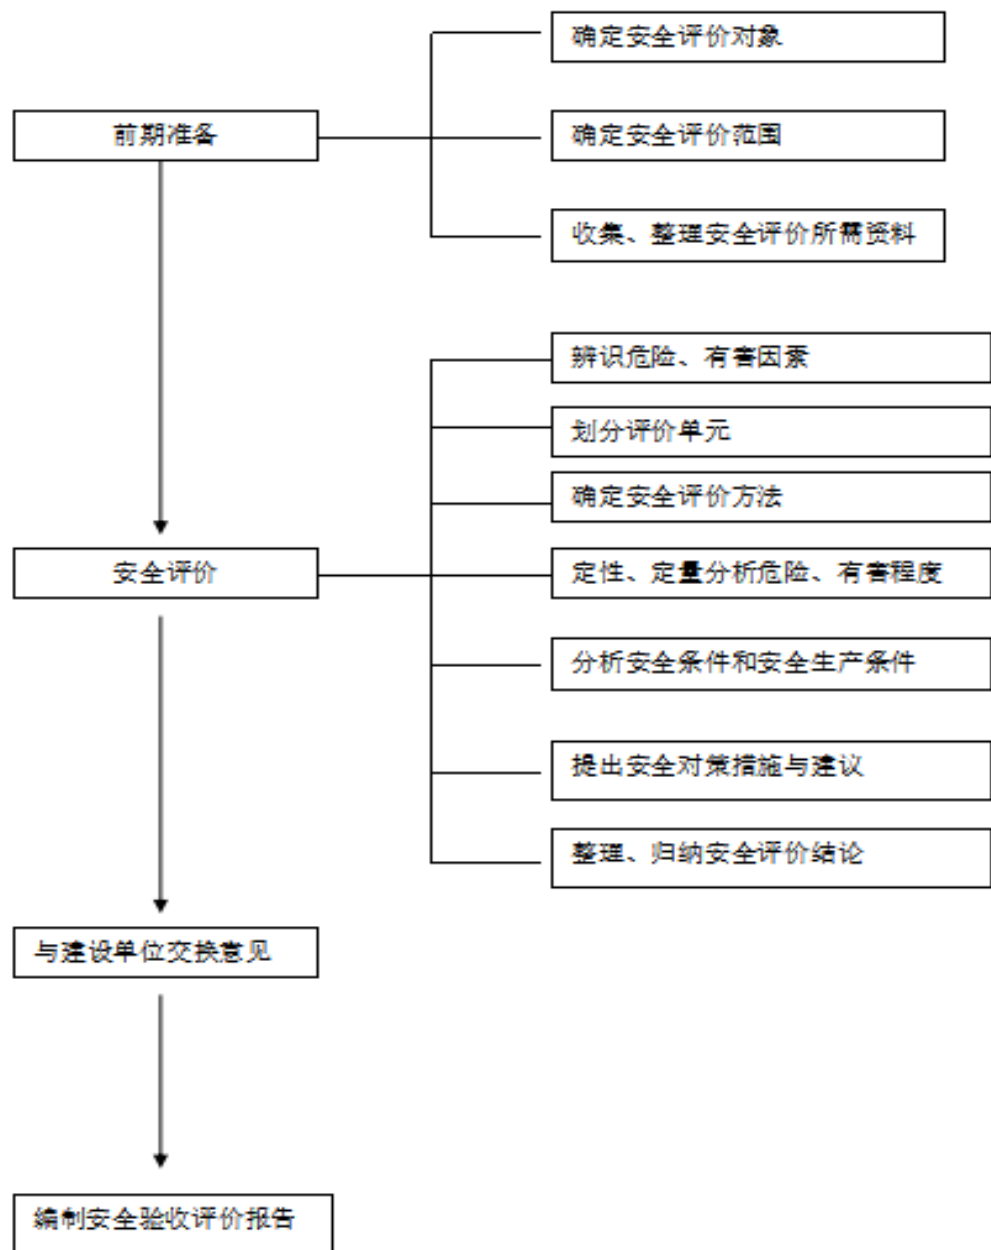 确定安全评价对象
前期准备
确定安全评价范围
收集、整理安全评价所需资料
辨识危险、有害因素
划分评价单元
确定安全评价方法
安全评价
定性、定量分析危险、有害程度
分析安全条件和安全生产条件
提出安全对策措施与建议
整理、归纳安全评价结论
与建设单位交换意见
编制安全验收评价报告